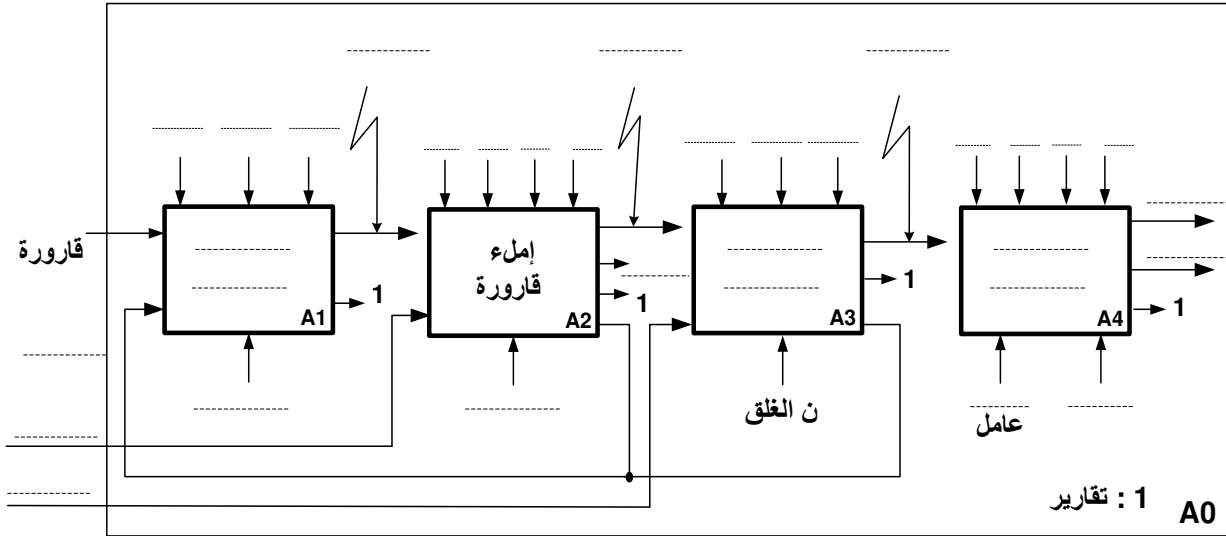 قارورة
A1
1
إملء
قارورة
A2
1
A3
1
A4
1
ن الغلق
عامل
1 : تقارير
A0